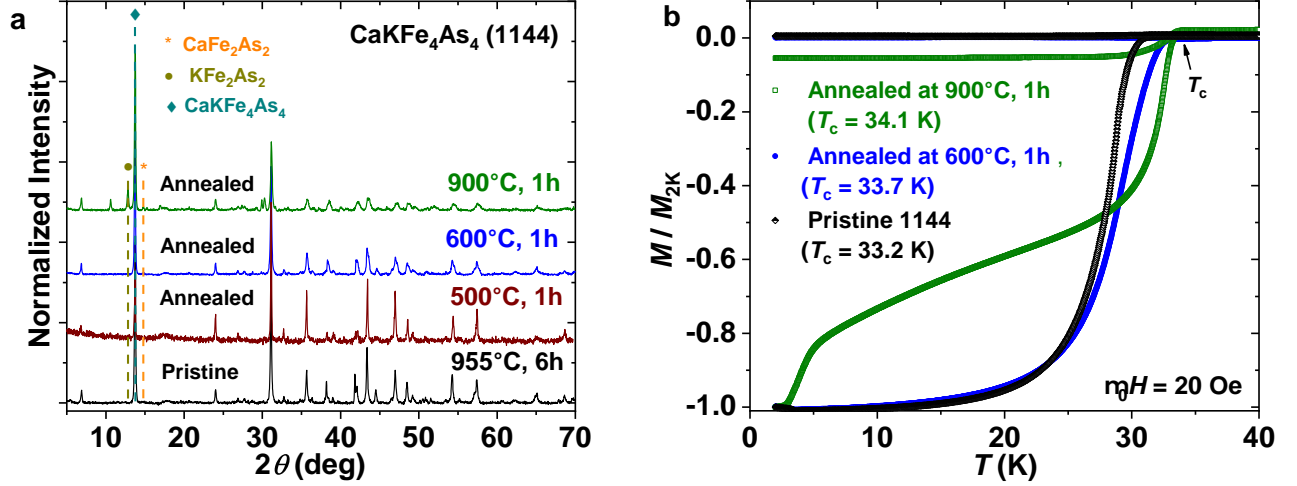 a
CaKFe₄As₄ (1144)
* CaFe₂As₂
● KFe₂As₂
◆ CaKFe₄As₄
Normalized Intensity
Annealed
900°C, 1h
Annealed
600°C, 1h
Annealed
500°C, 1h
Pristine
955°C, 6h
10 20 30 40 50 60 70
2θ (deg)
b
0.0
-0.2
-0.4
-0.6
-0.8
-1.0
M / M₂K
Tc
Annealed at 900°C, 1h
(Tc = 34.1 K)
Annealed at 600°C, 1h ,
(Tc = 33.7 K)
Pristine 1144
(Tc = 33.2 K)
m₀H = 20 Oe
0 10 20 30 40
T (K)